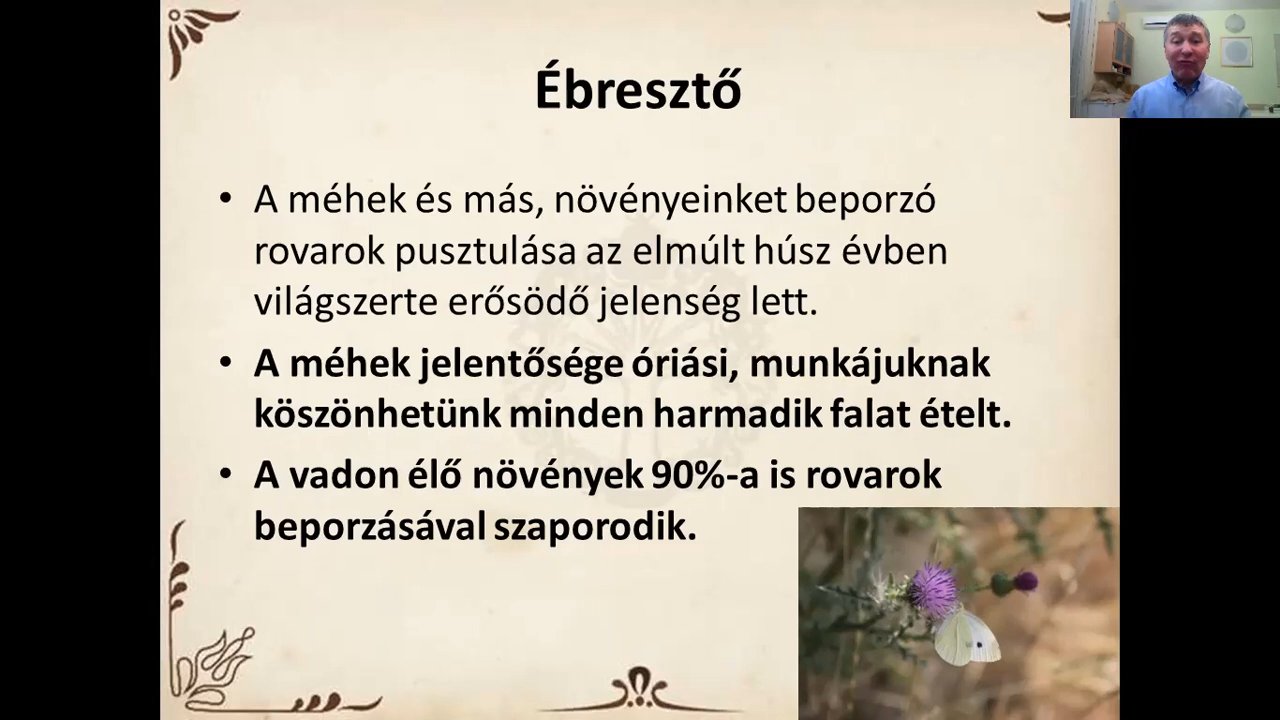 Ébresztő
• A méhek és más, növényeinket beporzó
rovarok pusztulása az elmúlt húsz évben
világszerte erősödő jelenség lett.
• A méhek jelentősége óriási, munkájuknak
köszönhetünk minden harmadik falat ételt.
• A vadon élő növények 90%-a is rovarok
beporzásával szaporodik.